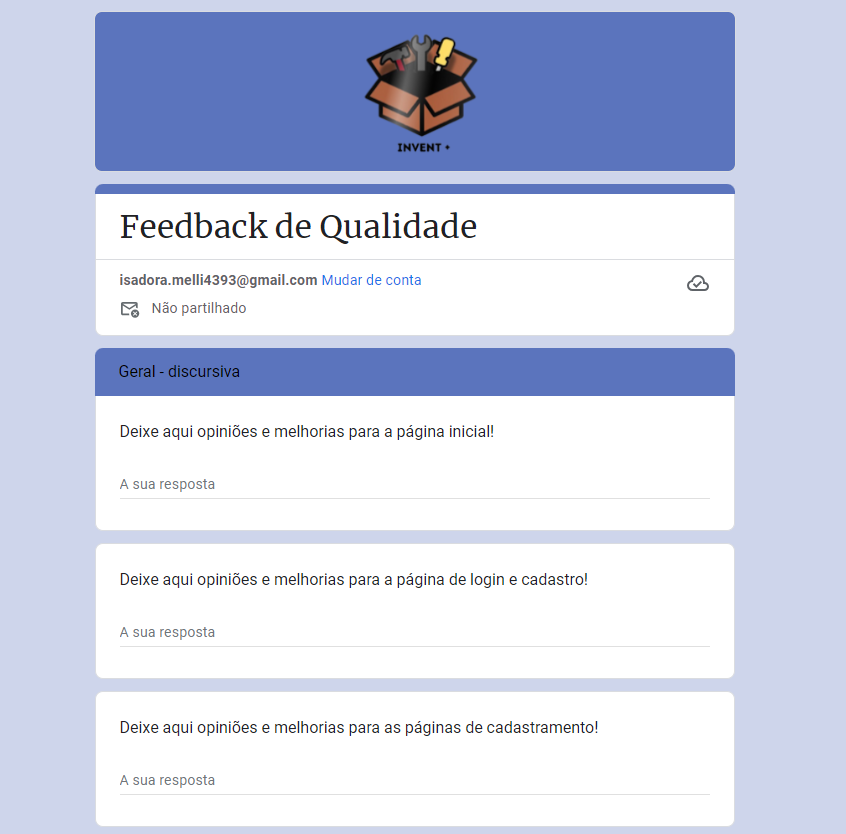 INVENT +
Feedback de Qualidade
isadora.melli4393@gmail.com Mudar de conta
Não partilhado
Geral - discursiva
Deixe aqui opiniões e melhorias para a página inicial!
A sua resposta
Deixe aqui opiniões e melhorias para a página de login e cadastro!
A sua resposta
Deixe aqui opiniões e melhorias para as páginas de cadastramento!
A sua resposta